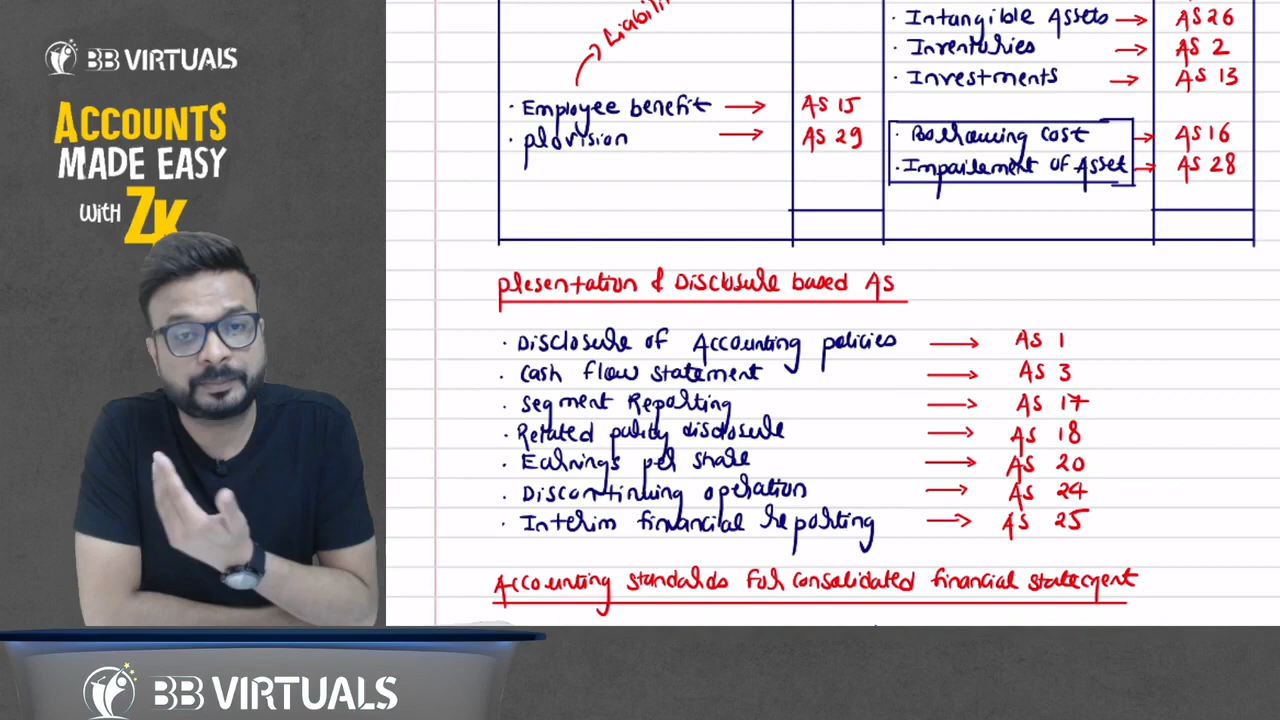 BB VIRTUALS
ACCOUNTS
MADE EASY
WITH ZK
Liabili
· Employee benefit → AS 15
· provision → AS 29
· Intangible Assets → AS 26
· Inventories → AS 2
· Investments → AS 13
· Borrowing cost → AS 16
· Impairement of Asset → AS 28
presentation & Disclosure based AS
· Disclosure of Accounting policies → AS 1
· Cash flow statement → AS 3
· Segment Reporting → AS 17
· Related party disclosure → AS 18
· Earnings per share → AS 20
· Discontinuing operation → AS 24
· Interim financial reporting → AS 25
Accounting standards for consolidated financial statement
BB VIRTUALS